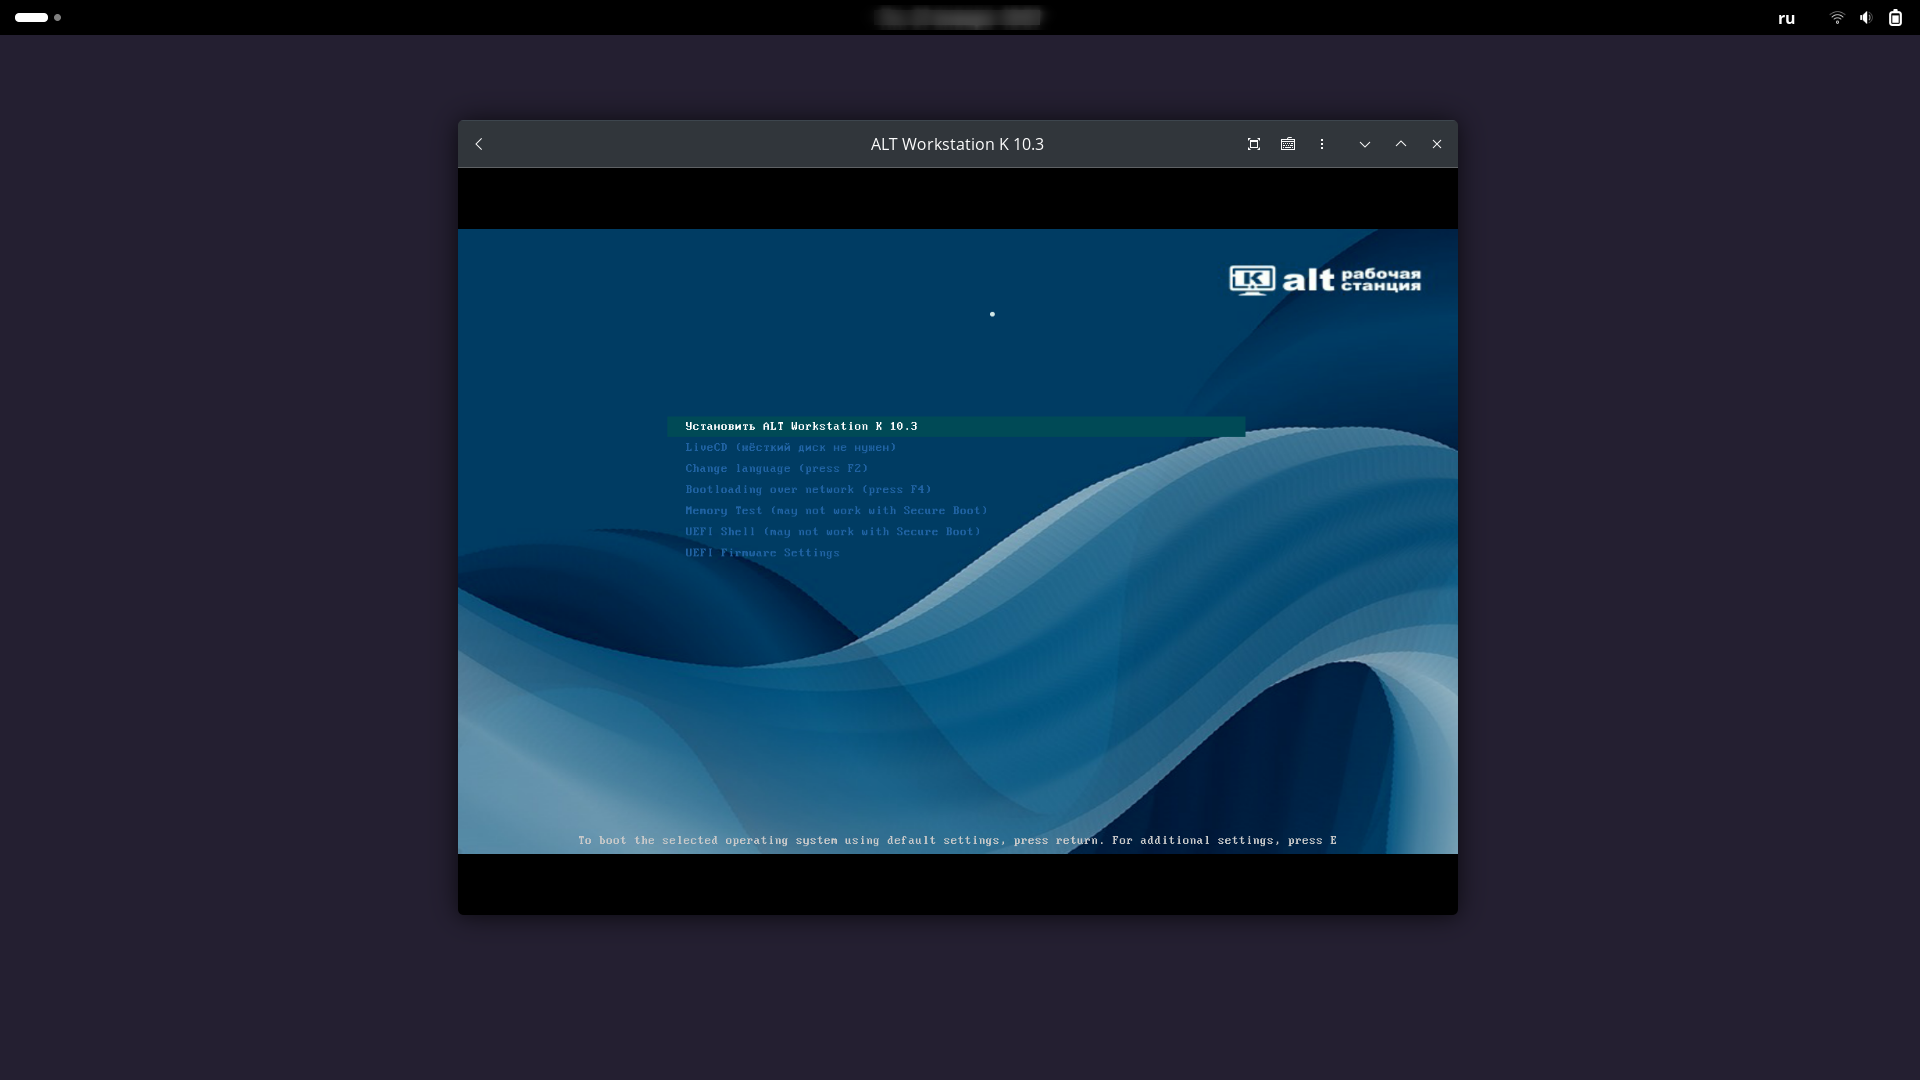 ru
ALT Workstation K 10.3
K alt рабочая
станция
Установить ALT Workstation K 10.3
LiveCD (жёсткий диск не нужен)
Change language (press F2)
Bootloading over network (press F4)
Memory Test (may not work with Secure Boot)
UEFI Shell (may not work with Secure Boot)
UEFI Firmware Settings
To boot the selected operating system using default settings, press return. For additional settings, press E